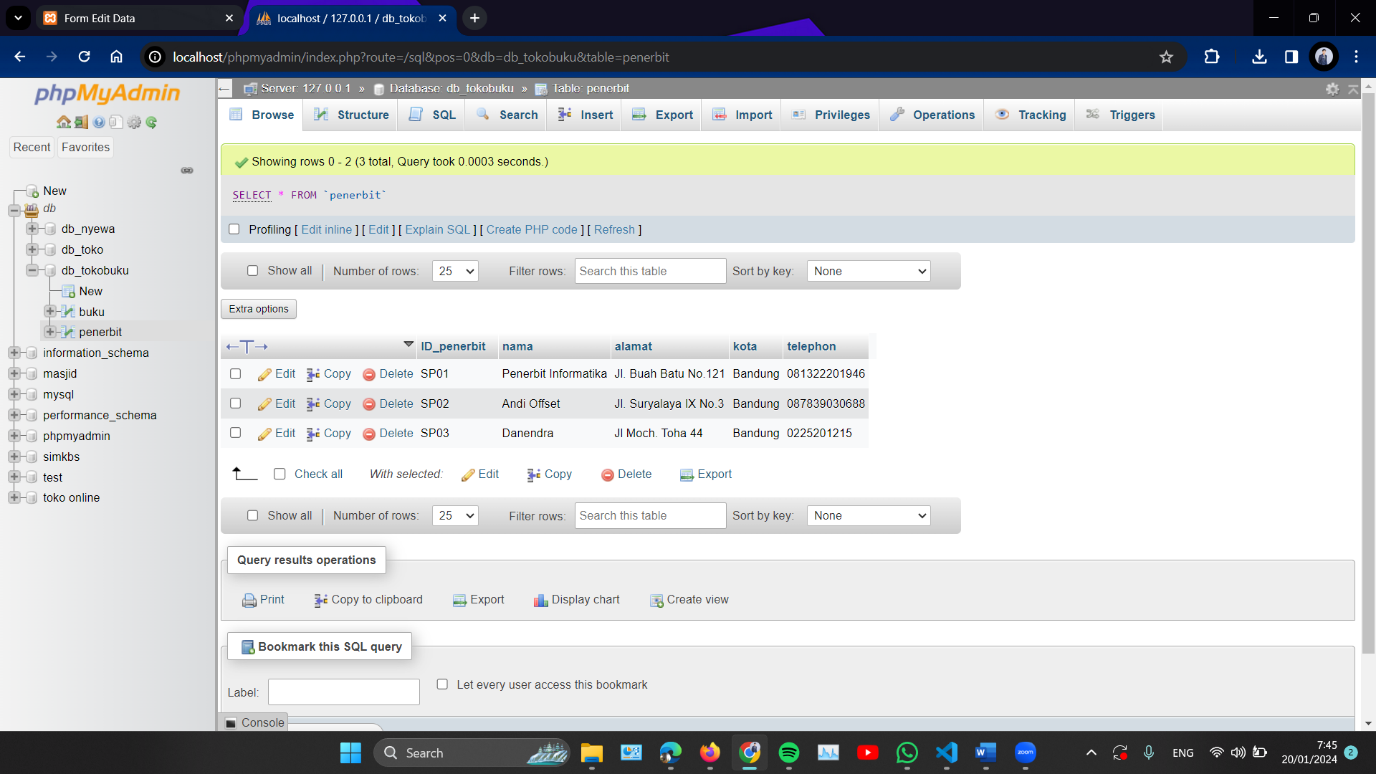 Form Edit Data
localhost / 127.0.0.1 / db_tokob
localhost/phpmyadmin/index.php?route=/sql&pos=0&db=db_tokobuku&table=penerbit
phpMyAdmin
Recent Favorites
New
db
db_nyewa
db_toko
db_tokobuku
New
buku
penerbit
information_schema
masjid
mysql
performance_schema
phpmyadmin
simkbs
test
toko online
Server: 127.0.0.1 » Database: db_tokobuku » Table: penerbit
Browse Structure SQL Search Insert Export Import Privileges Operations Tracking Triggers
Showing rows 0 - 2 (3 total, Query took 0.0003 seconds.)
SELECT * FROM `penerbit`
Profiling [ Edit inline ] [ Edit ] [ Explain SQL ] [ Create PHP code ] [ Refresh ]
Show all Number of rows: 25 Filter rows: Search this table Sort by key: None
Extra options
←T→ ID_penerbit nama alamat kota telephon
Edit Copy Delete SP01 Penerbit Informatika Jl. Buah Batu No.121 Bandung 081322201946
Edit Copy Delete SP02 Andi Offset Jl. Suryalaya IX No.3 Bandung 087839030688
Edit Copy Delete SP03 Danendra Jl Moch. Toha 44 Bandung 0225201215
Check all With selected: Edit Copy Delete Export
Show all Number of rows: 25 Filter rows: Search this table Sort by key: None
Query results operations
Print Copy to clipboard Export Display chart Create view
Bookmark this SQL query
Label: Let every user access this bookmark
Console
Search
zoom
ENG
7:45
20/01/2024
2